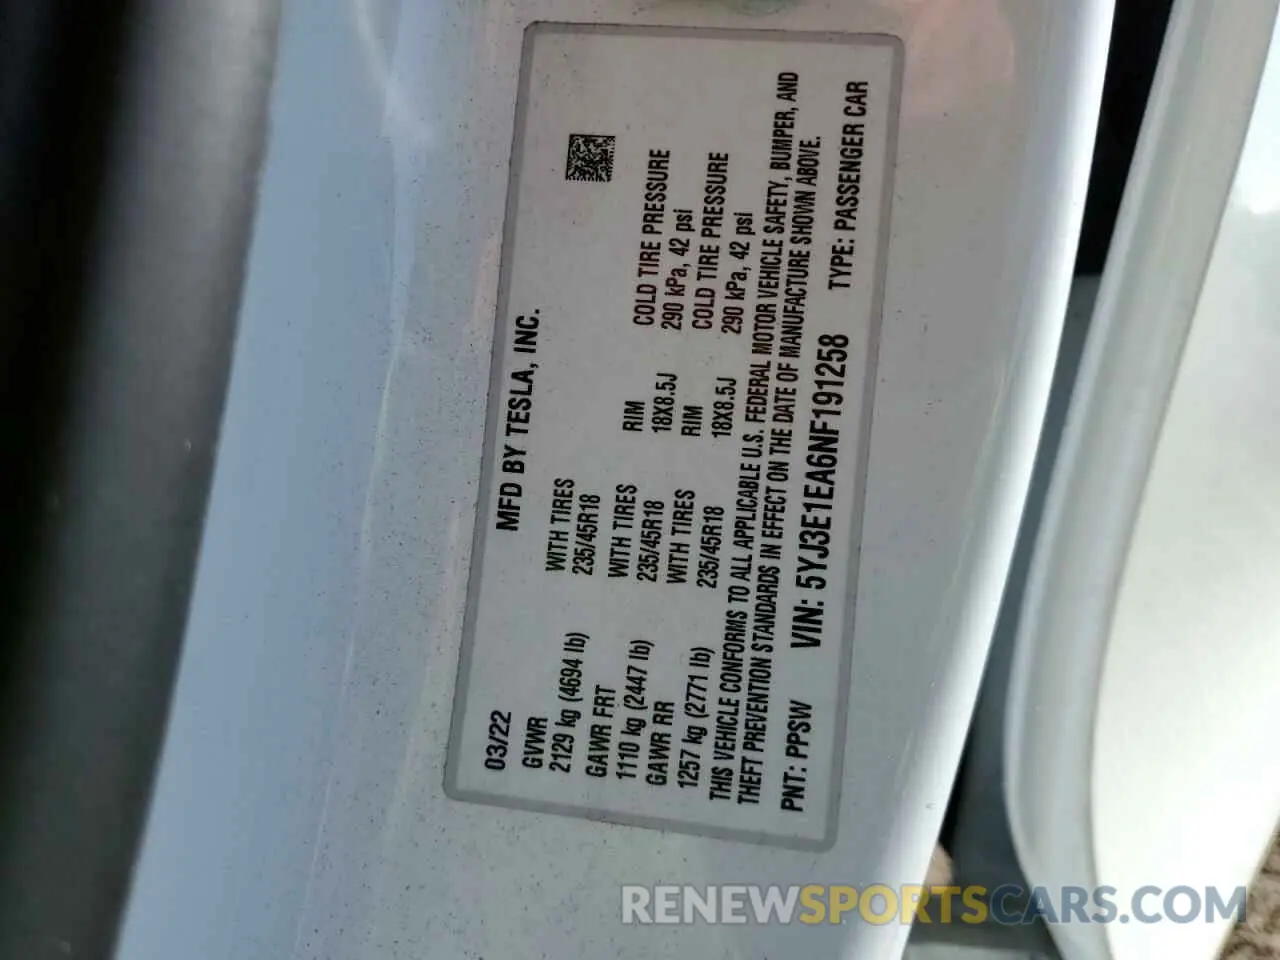 MFD BY TESLA, INC.
03/22
GVWR
2129 kg (4694 lb)
WITH TIRES
235/45R18
GAWR FRT
1110 kg (2447 lb)
WITH TIRES
235/45R18
RIM
18X8.5J
COLD TIRE PRESSURE
290 kPa, 42 psi
GAWR RR
1257 kg (2771 lb)
WITH TIRES
235/45R18
RIM
18X8.5J
COLD TIRE PRESSURE
290 kPa, 42 psi
THIS VEHICLE CONFORMS TO ALL APPLICABLE U.S. FEDERAL MOTOR VEHICLE SAFETY, BUMPER, AND
THEFT PREVENTION STANDARDS IN EFFECT ON THE DATE OF MANUFACTURE SHOWN ABOVE.
PNT: PPSW VIN: 5YJ3E1EA6NF191258 TYPE: PASSENGER CAR
RENEWSPORTSCARS.COM